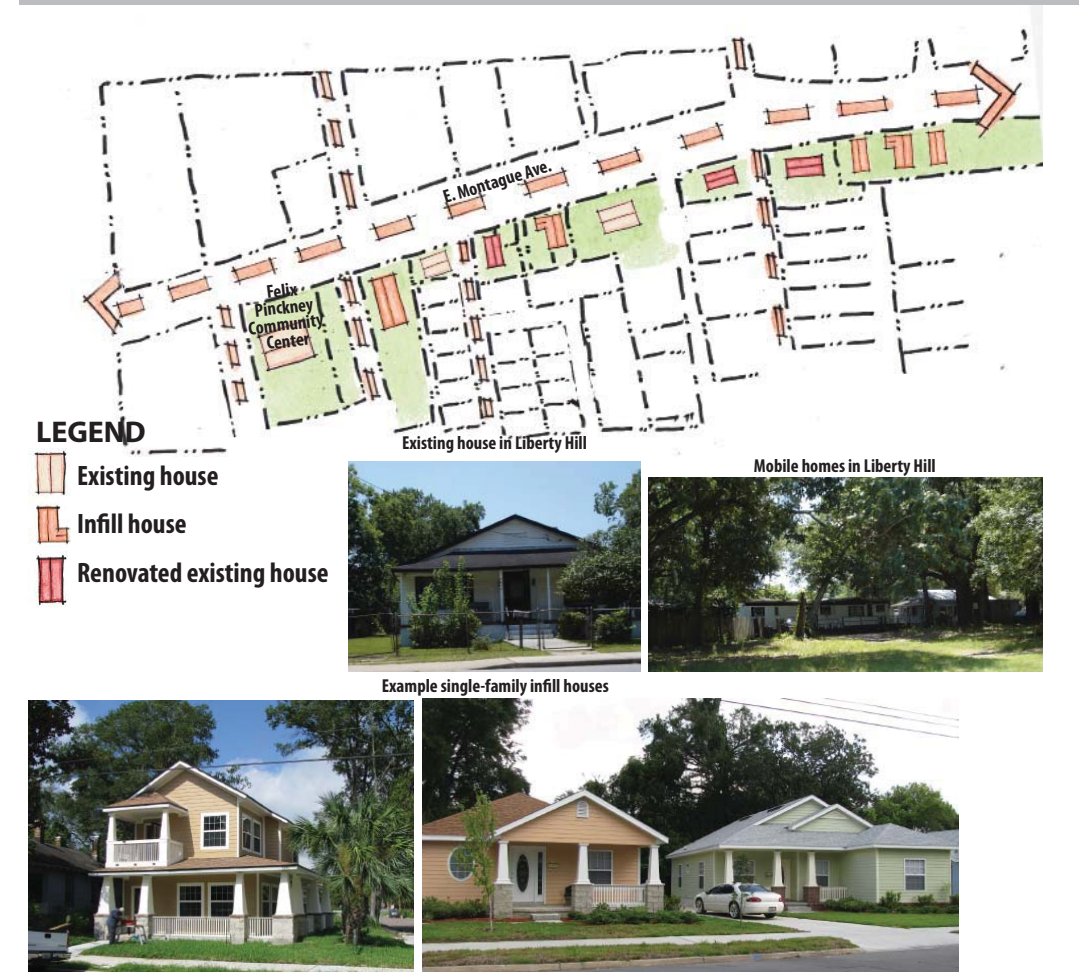 E. Montague Ave.
Felix
Pinckney
Community
Center
LEGEND
Existing house
Infill house
Renovated existing house
Existing house in Liberty Hill
Mobile homes in Liberty Hill
Example single-family infill houses